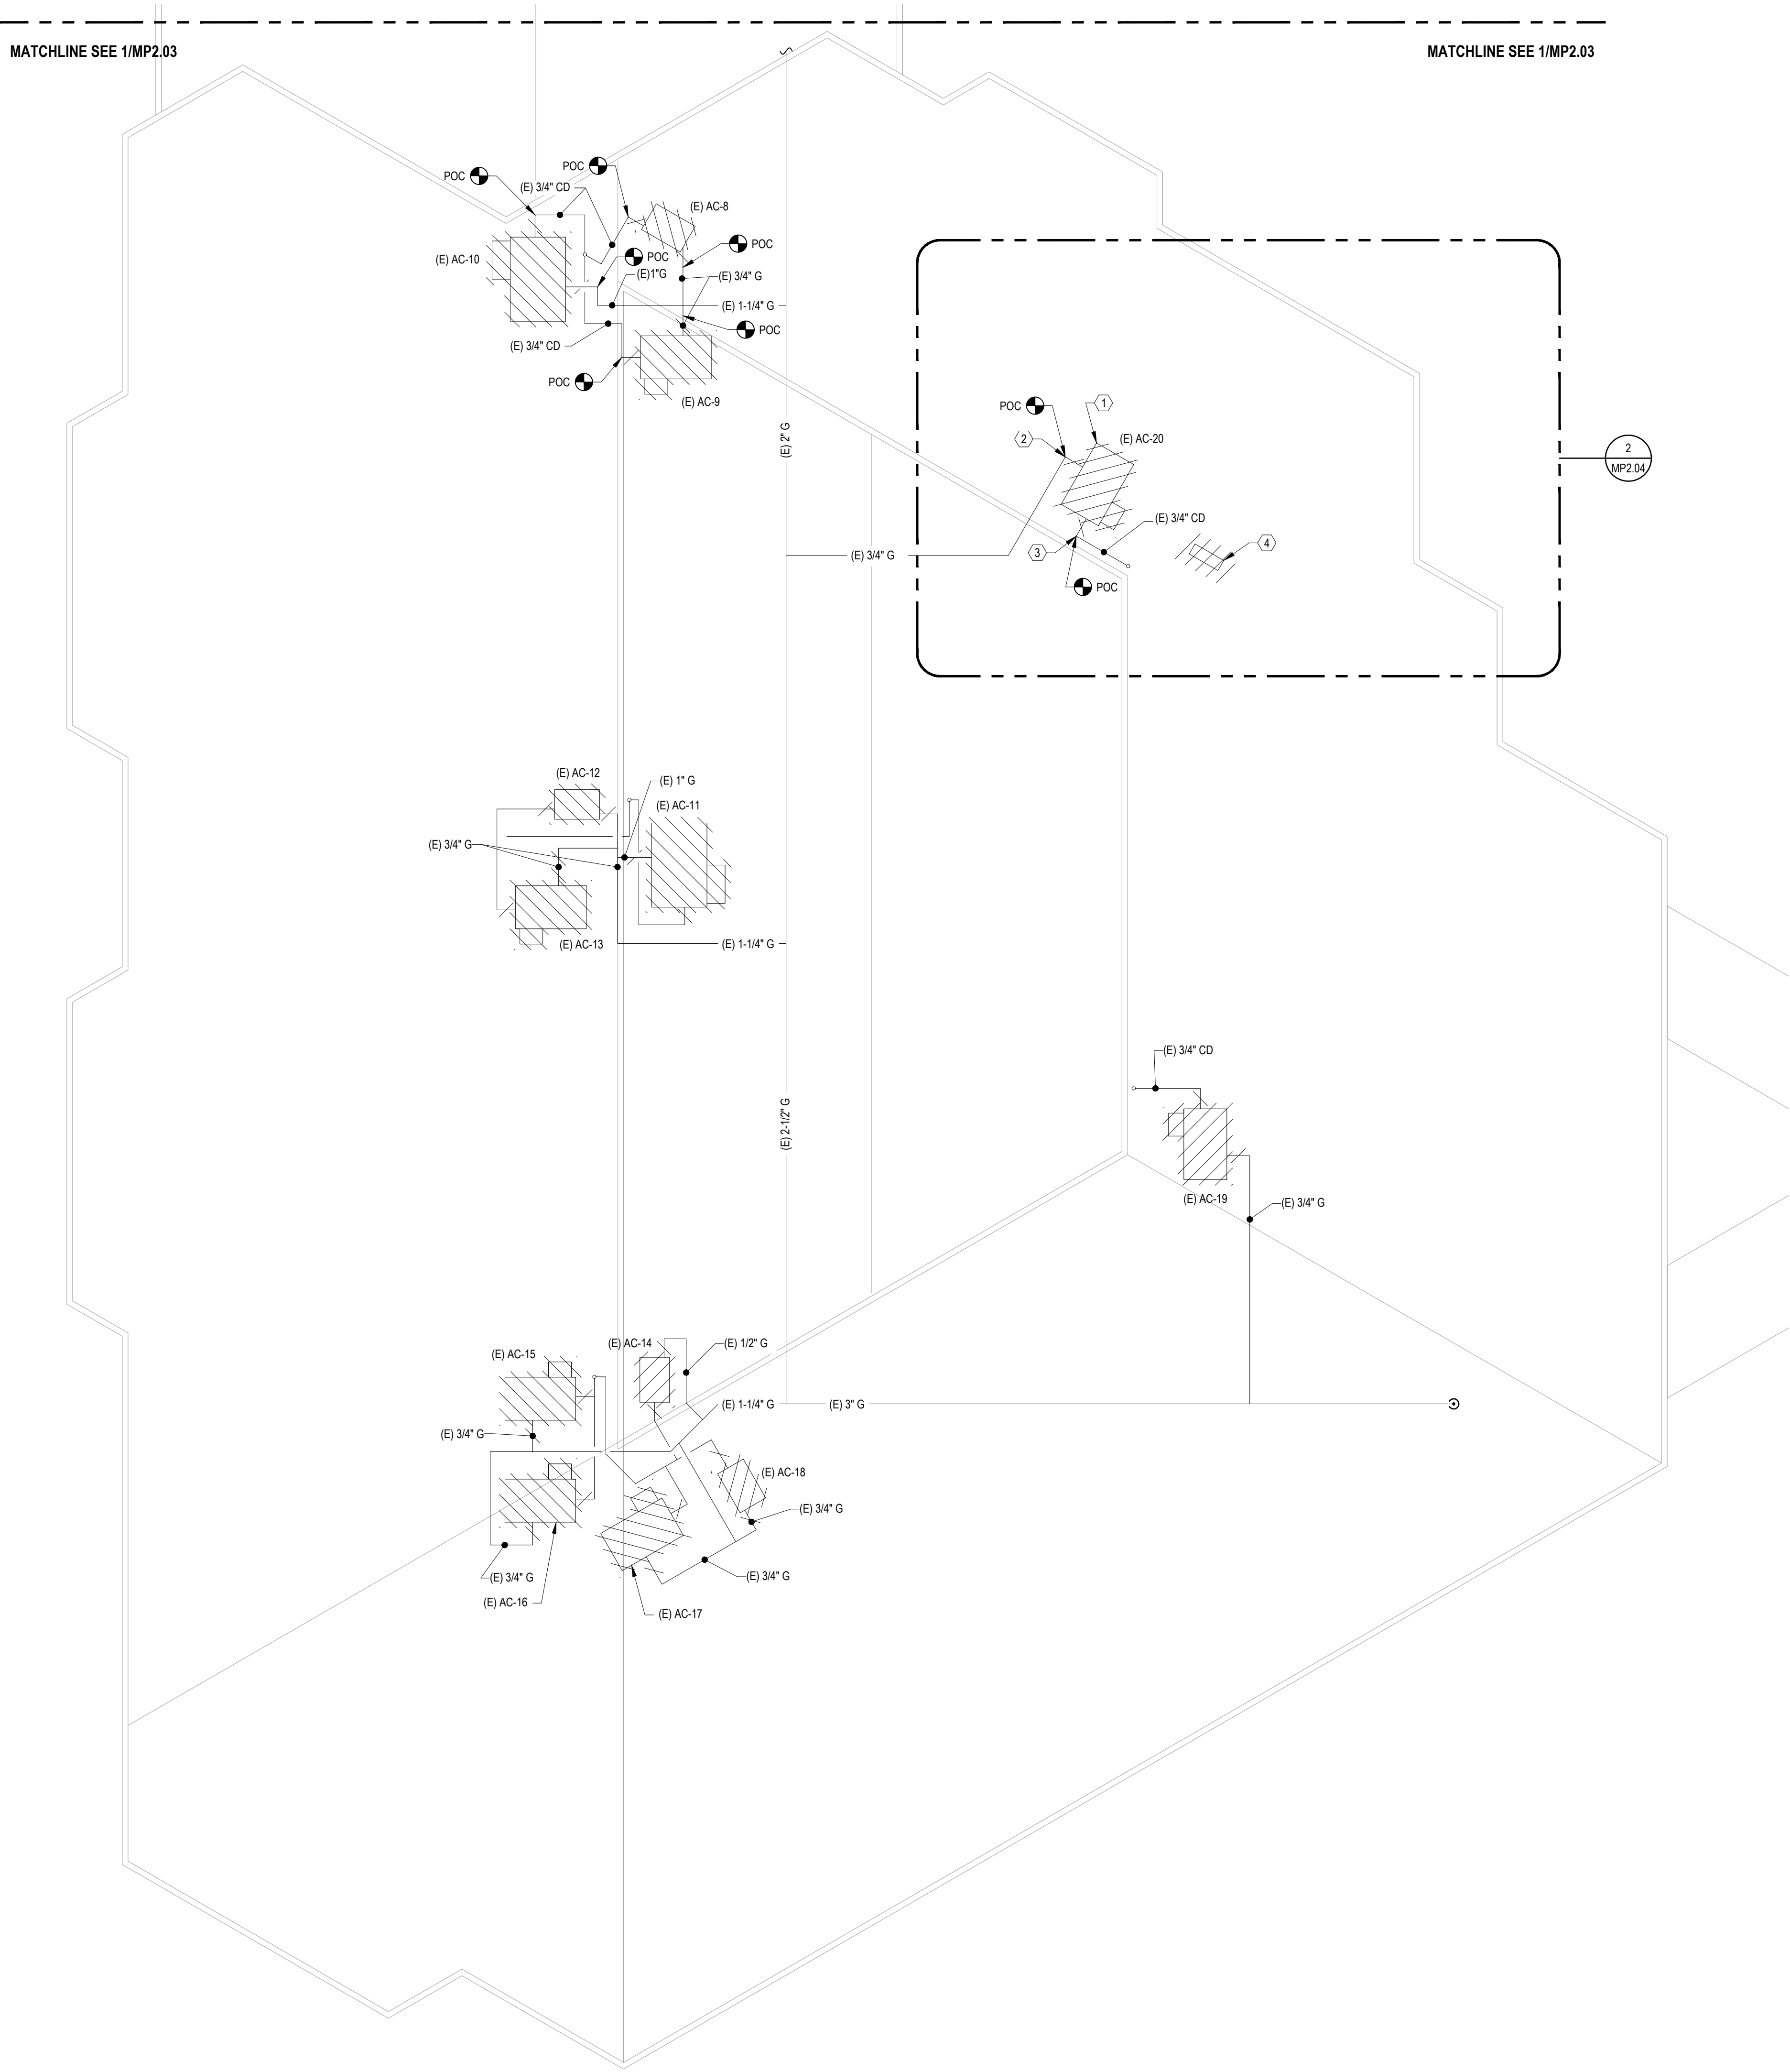 MATCHLINE SEE 1/MP2.03
MATCHLINE SEE 1/MP2.03
POC
POC
(E) 3/4" CD
(E) AC-8
POC
(E) AC-10
POC
(E)1"G
(E) 3/4" G
(E) 1-1/4" G
POC
(E) 3/4" CD
POC
(E) AC-9
(E) 2" G
POC
1
2
(E) AC-20
2
MP2.04
(E) 3/4" CD
4
3
(E) 3/4" G
POC
(E) AC-12
(E) 1" G
(E) AC-11
(E) 3/4" G
(E) AC-13
(E) 1-1/4" G
(E) 3/4" CD
(E) 2-1/2" G
(E) AC-19
(E) 3/4" G
(E) AC-14
(E) 1/2" G
(E) AC-15
(E) 1-1/4" G
(E) 3" G
(E) 3/4" G
(E) AC-18
(E) 3/4" G
(E) 3/4" G
(E) 3/4" G
(E) AC-16
(E) AC-17